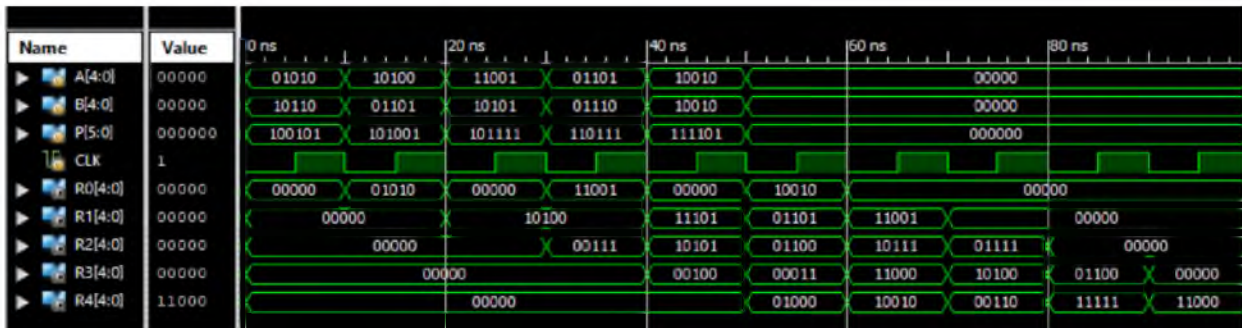 Name Value 0 ns 20 ns 40 ns 60 ns 80 ns
A[4:0] 00000 01010 10100 11001 01101 10010 00000
B[4:0] 00000 10110 01101 10101 01110 10010 00000
P[5:0] 000000 100101 101001 101111 110111 111101 000000
CLK 1
R0[4:0] 00000 00000 01010 00000 11001 00000 10010 00000
R1[4:0] 00000 00000 10100 11101 01101 11001 00000
R2[4:0] 00000 00000 00111 10101 01100 10111 01111 00000
R3[4:0] 00000 00000 00100 00011 11000 10100 01100 00000
R4[4:0] 11000 00000 01000 10010 00110 11111 11000